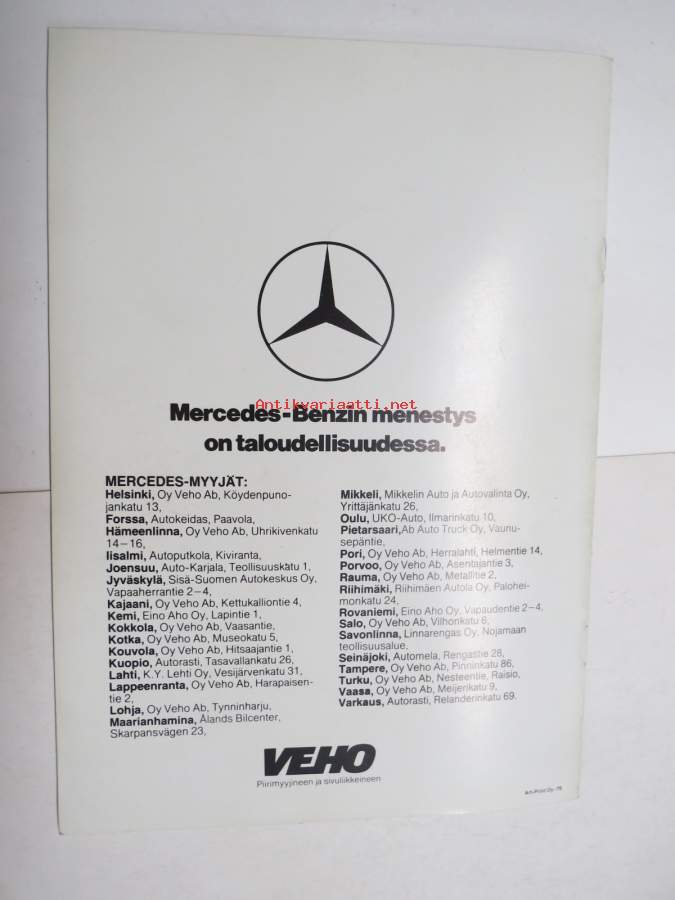 Antikvariaatti.net
Mercedes-Benzin menestys
on taloudellisuudessa.
MERCEDES-MYYJÄT:
Helsinki, Oy Veho Ab, Köydenpuno-
jankatu 13,
Forssa, Autokeidas, Paavola,
Hämeenlinna, Oy Veho Ab, Uhrikivenkatu
14–16,
Iisalmi, Autoputkola, Kiviranta,
Joensuu, Auto-Karjala, Teollisuuskatu 1,
Jyväskylä, Sisä-Suomen Autokeskus Oy,
Vapaaherrantie 2–4,
Kajaani, Oy Veho Ab, Kettukalliontie 4,
Kemi, Eino Aho Oy, Lapintie 1,
Kokkola, Oy Veho Ab, Vaasantie,
Kotka, Oy Veho Ab, Museokatu 5,
Kouvola, Oy Veho Ab, Hitsaajantie 1,
Kuopio, Autorasti, Tasavallankatu 26,
Lahti, K.Y. Lehti Oy, Vesijärvenkatu 31,
Lappeenranta, Oy Veho Ab, Harapaisen-
tie 2,
Lohja, Oy Veho Ab, Tynninharju,
Maarianhamina, Ålands Bilcenter,
Skarpansvägen 23,
Mikkeli, Mikkelin Auto ja Autovalinta Oy,
Yrittäjänkatu 26,
Oulu, UKO-Auto, Ilmarinkatu 10,
Pietarsaari,Ab Auto Truck Oy, Vaunu-
sepäntie,
Pori, Oy Veho Ab, Herralahti, Helmentie 14,
Porvoo, Oy Veho Ab, Asentajantie 3,
Rauma, Oy Veho Ab, Metallitie 2,
Riihimäki, Riihimäen Autola Oy, Palohei-
monkatu 24,
Rovaniemi, Eino Aho Oy, Vapaudentie 2–4,
Salo, Oy Veho Ab, Vilhonkatu 6,
Savonlinna, Linnarengas Oy, Nojamaan
teollisuusalue,
Seinäjoki, Automela, Rengastie 28,
Tampere, Oy Veho Ab, Pinninkatu 86,
Turku, Oy Veho Ab, Nesteentie, Raisio,
Vaasa, Oy Veho Ab, Meijerikatu 9,
Varkaus, Autorasti, Relanderinkatu 69.
VEHO
Piirimyyjineen ja sivuliikkeineen